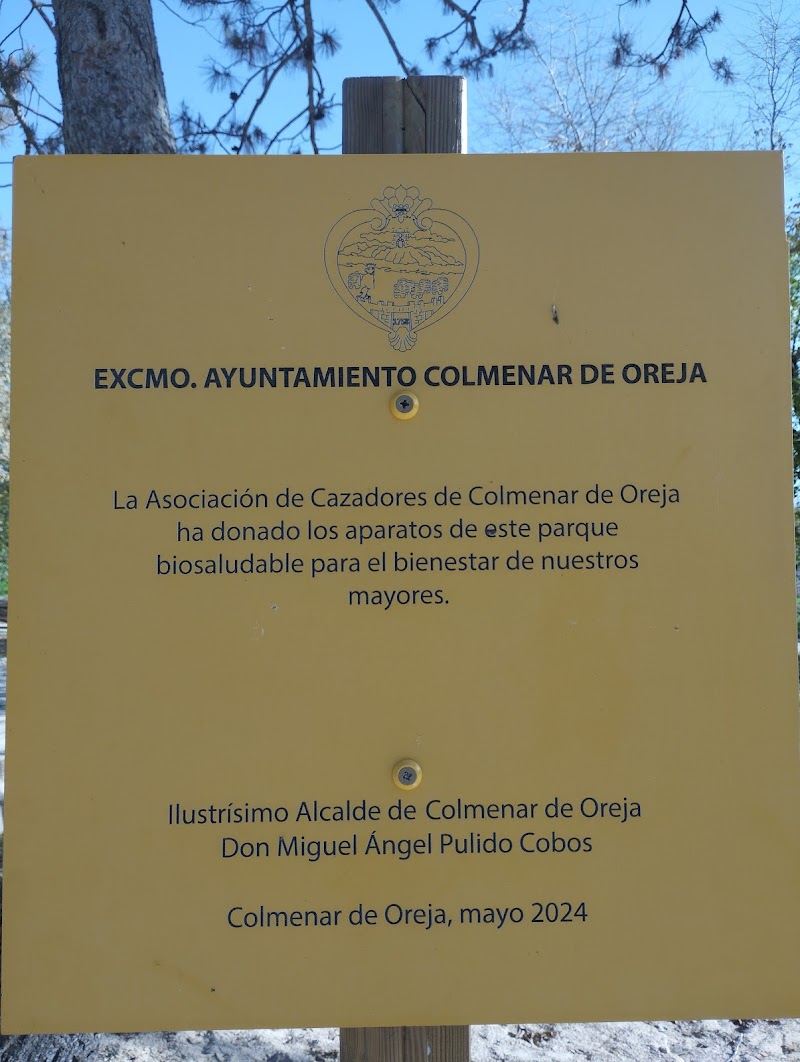 EXCMO. AYUNTAMIENTO COLMENAR DE OREJA
La Asociación de Cazadores de Colmenar de Oreja
ha donado los aparatos de este parque
biosaludable para el bienestar de nuestros
mayores.
Ilustrísimo Alcalde de Colmenar de Oreja
Don Miguel Ángel Pulido Cobos
Colmenar de Oreja, mayo 2024